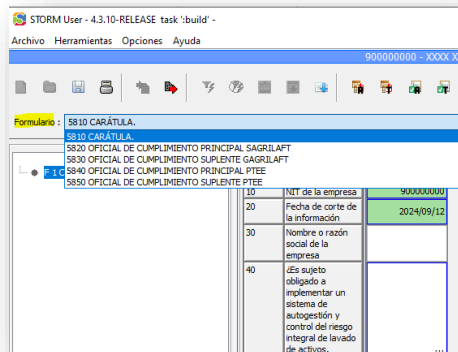 STORM User - 4.3.10-RELEASE task ':build' -
Archivo Herramientas Opciones Ayuda
900000000 - XXXX X
Formulario : 5810 CARÁTULA.
5810 CARÁTULA.
5820 OFICIAL DE CUMPLIMIENTO PRINCIPAL SAGRILAFT
5830 OFICIAL DE CUMPLIMIENTO SUPLENTE GAGRILAFT
5840 OFICIAL DE CUMPLIMIENTO PRINCIPAL PTEE
5850 OFICIAL DE CUMPLIMIENTO SUPLENTE PTEE
F 1 C
10 NIT de la empresa 900000000
20 Fecha de corte de
la información 2024/09/12
30 Nombre o razón
social de la
empresa
40 ¿Es sujeto
obligado a
implementar un
sistema de
autogestión y
control del riesgo
integral de lavado
de activos, ...